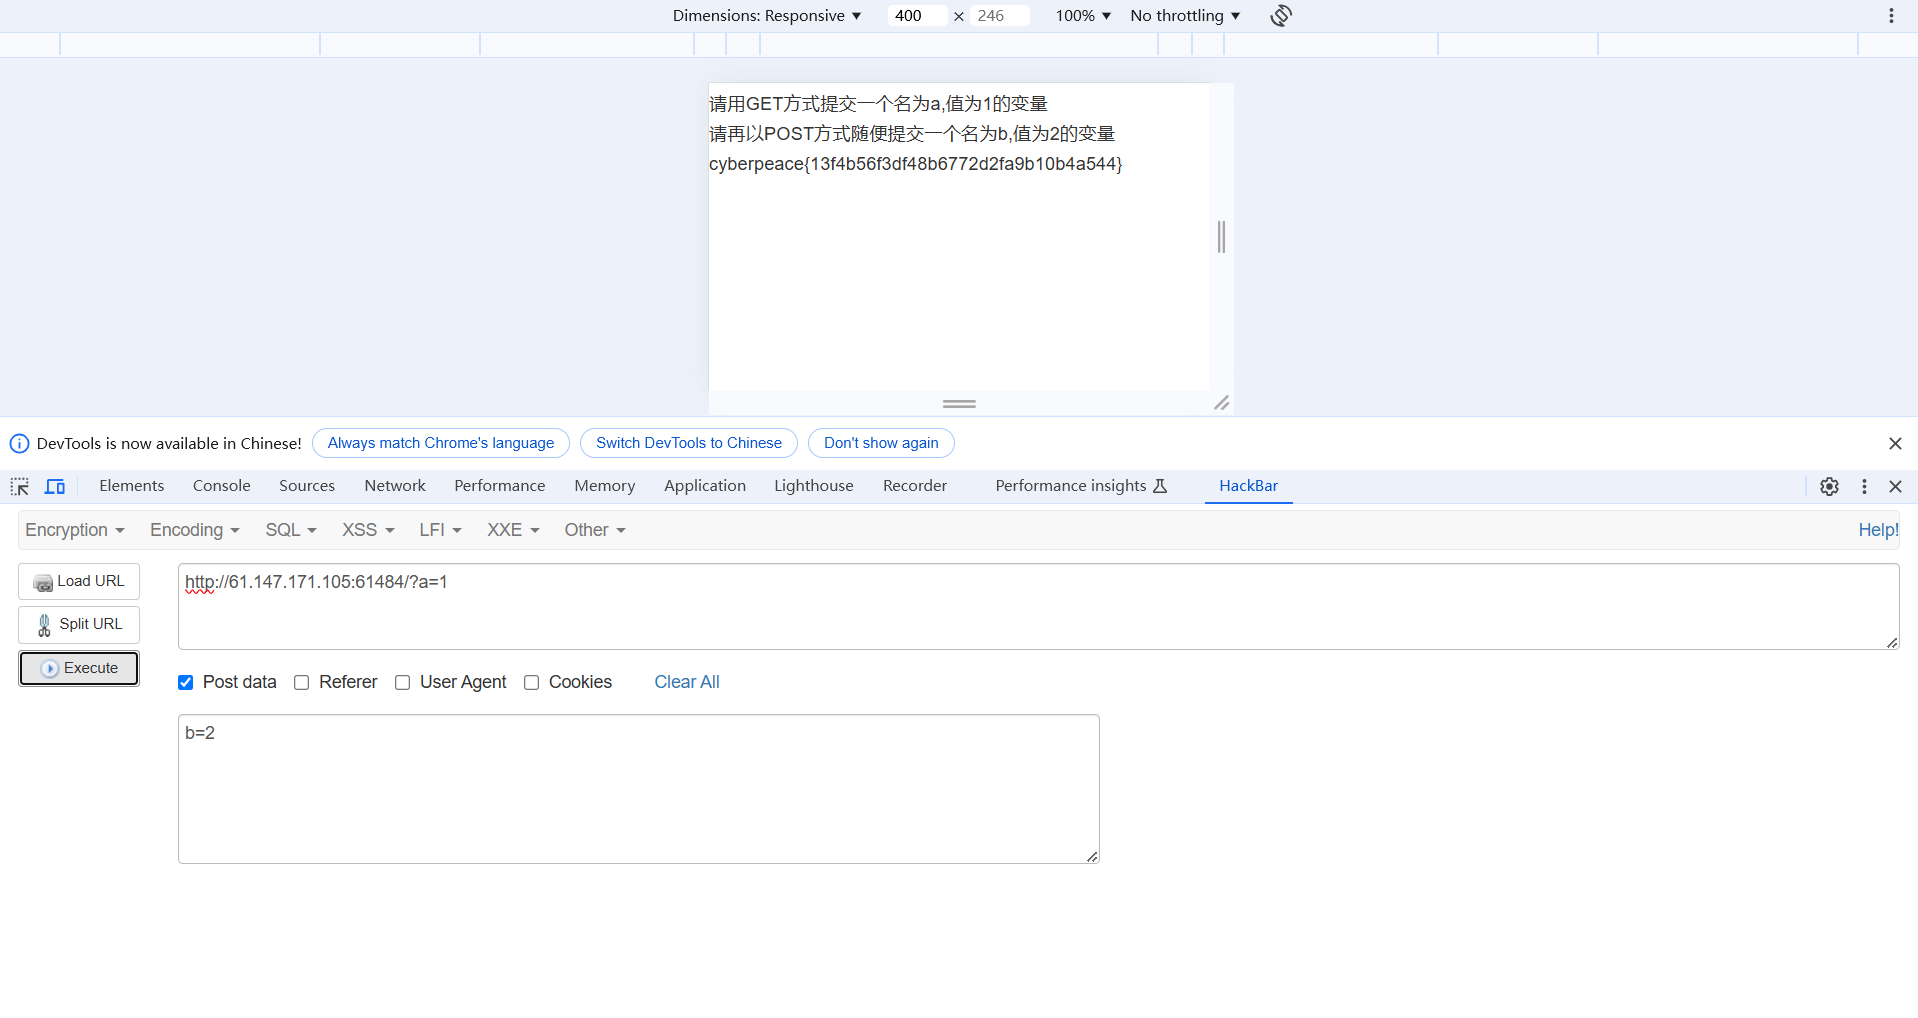 Dimensions: Responsive 400 × 246 100% No throttling
请用GET方式提交一个名为a,值为1的变量
请再以POST方式随便提交一个名为b,值为2的变量
cyberpeace{13f4b56f3df48b6772d2fa9b10b4a544}
DevTools is now available in Chinese! Always match Chrome's language Switch DevTools to Chinese Don't show again
Elements Console Sources Network Performance Memory Application Lighthouse Recorder Performance insights HackBar
Encryption Encoding SQL XSS LFI XXE Other Help!
Load URL
http://61.147.171.105:61484/?a=1
Split URL
Execute
Post data Referer User Agent Cookies Clear All
b=2